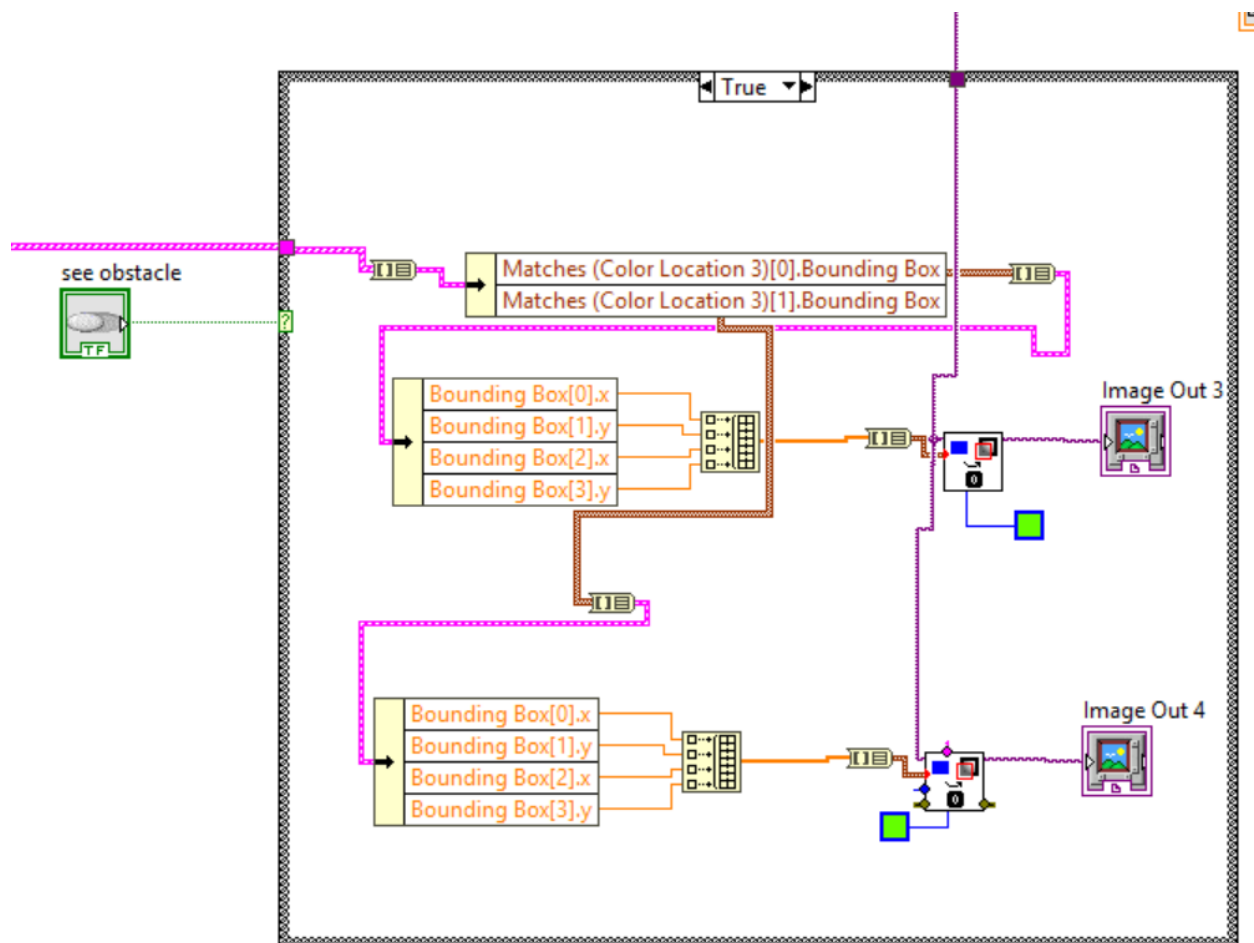 True
see obstacle
TF
?
Matches (Color Location 3)[0].Bounding Box
Matches (Color Location 3)[1].Bounding Box
Bounding Box[0].x
Bounding Box[1].y
Bounding Box[2].x
Bounding Box[3].y
Image Out 3
0
Bounding Box[0].x
Bounding Box[1].y
Bounding Box[2].x
Bounding Box[3].y
Image Out 4
0